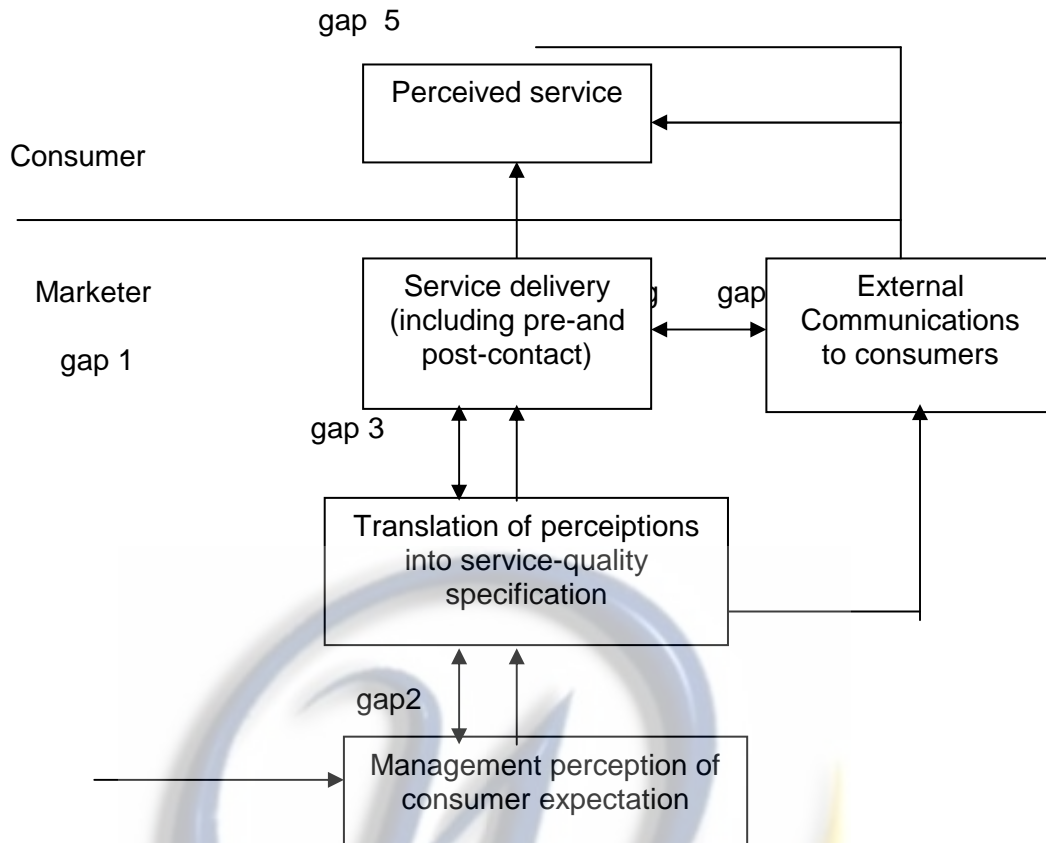 gap 5
Perceived service
Consumer
Marketer
gap 1
Service delivery
(including pre-and
post-contact)
g
gap
External
Communications
to consumers
gap 3
Translation of perceiptions
into service-quality
specification
gap2
Management perception of
consumer expectation